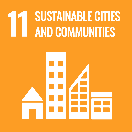 11 SUSTAINABLE CITIES
AND COMMUNITIES